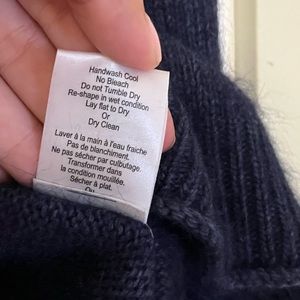 Handwash Cool
No Bleach
Do not Tumble Dry
Re-shape in wet condition
Lay flat to Dry
Or
Dry Clean
Laver à la main à l'eau fraiche
Pas de blanchiment.
Ne pas sécher par culbutage.
Transformer dans
la condition mouillée.
Sécher à plat.
Ou